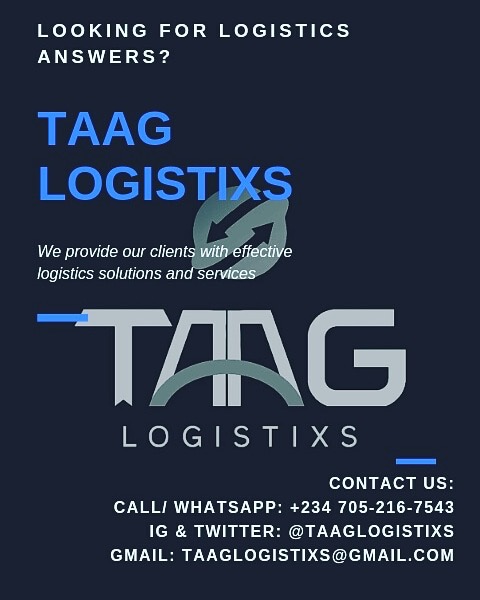 LOOKING FOR LOGISTICS
ANSWERS?
TAAG
LOGISTIXS
We provide our clients with effective
logistics solutions and services
TAAG
LOGISTIXS
CONTACT US:
CALL/ WHATSAPP: +234 705-216-7543
IG & TWITTER: @TAAGLOGISTIXS
GMAIL: TAAGLOGISTIXS@GMAIL.COM